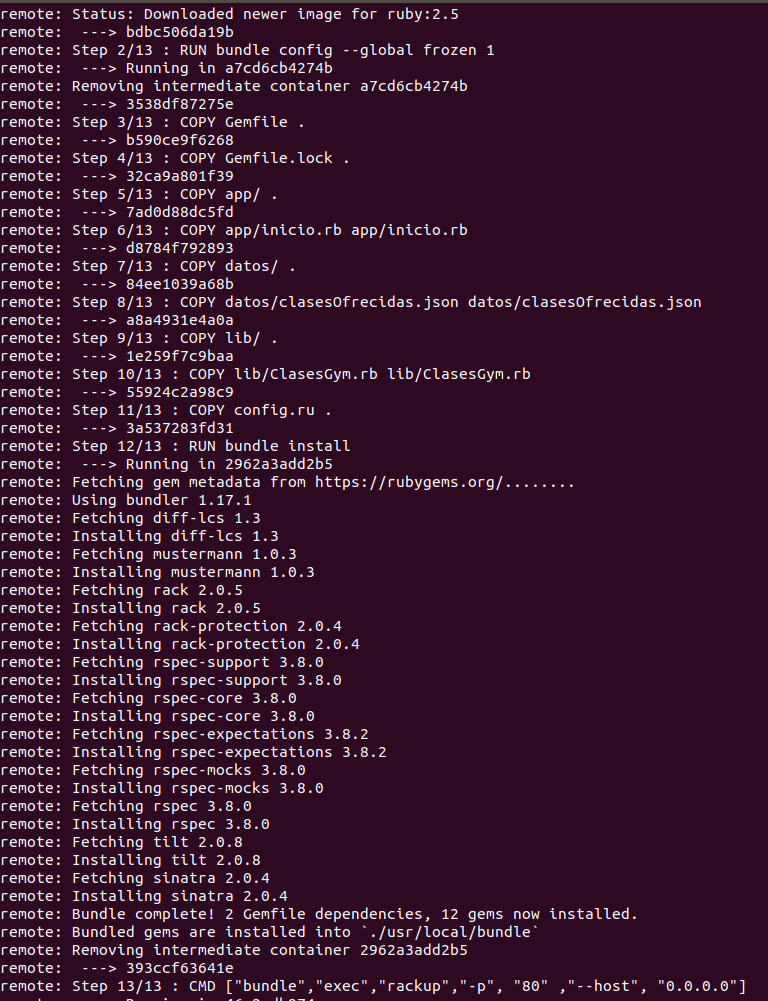 remote: Status: Downloaded newer image for ruby:2.5
remote:  ---> bdbc506da19b
remote: Step 2/13 : RUN bundle config --global frozen 1
remote:  ---> Running in a7cd6cb4274b
remote: Removing intermediate container a7cd6cb4274b
remote:  ---> 3538df87275e
remote: Step 3/13 : COPY Gemfile .
remote:  ---> b590ce9f6268
remote: Step 4/13 : COPY Gemfile.lock .
remote:  ---> 32ca9a801f39
remote: Step 5/13 : COPY app/ .
remote:  ---> 7ad0d88dc5fd
remote: Step 6/13 : COPY app/inicio.rb app/inicio.rb
remote:  ---> d8784f792893
remote: Step 7/13 : COPY datos/ .
remote:  ---> 84ee1039a68b
remote: Step 8/13 : COPY datos/clasesOfrecidas.json datos/clasesOfrecidas.json
remote:  ---> a8a4931e4a0a
remote: Step 9/13 : COPY lib/ .
remote:  ---> 1e259f7c9baa
remote: Step 10/13 : COPY lib/ClasesGym.rb lib/ClasesGym.rb
remote:  ---> 55924c2a98c9
remote: Step 11/13 : COPY config.ru .
remote:  ---> 3a537283fd31
remote: Step 12/13 : RUN bundle install
remote:  ---> Running in 2962a3add2b5
remote: Fetching gem metadata from https://rubygems.org/........
remote: Using bundler 1.17.1
remote: Fetching diff-lcs 1.3
remote: Installing diff-lcs 1.3
remote: Fetching mustermann 1.0.3
remote: Installing mustermann 1.0.3
remote: Fetching rack 2.0.5
remote: Installing rack 2.0.5
remote: Fetching rack-protection 2.0.4
remote: Installing rack-protection 2.0.4
remote: Fetching rspec-support 3.8.0
remote: Installing rspec-support 3.8.0
remote: Fetching rspec-core 3.8.0
remote: Installing rspec-core 3.8.0
remote: Fetching rspec-expectations 3.8.2
remote: Installing rspec-expectations 3.8.2
remote: Fetching rspec-mocks 3.8.0
remote: Installing rspec-mocks 3.8.0
remote: Fetching rspec 3.8.0
remote: Installing rspec 3.8.0
remote: Fetching tilt 2.0.8
remote: Installing tilt 2.0.8
remote: Fetching sinatra 2.0.4
remote: Installing sinatra 2.0.4
remote: Bundle complete! 2 Gemfile dependencies, 12 gems now installed.
remote: Bundled gems are installed into `./usr/local/bundle`
remote: Removing intermediate container 2962a3add2b5
remote:  ---> 393ccf63641e
remote: Step 13/13 : CMD ["bundle","exec","rackup","-p", "80" ,"--host", "0.0.0.0"]